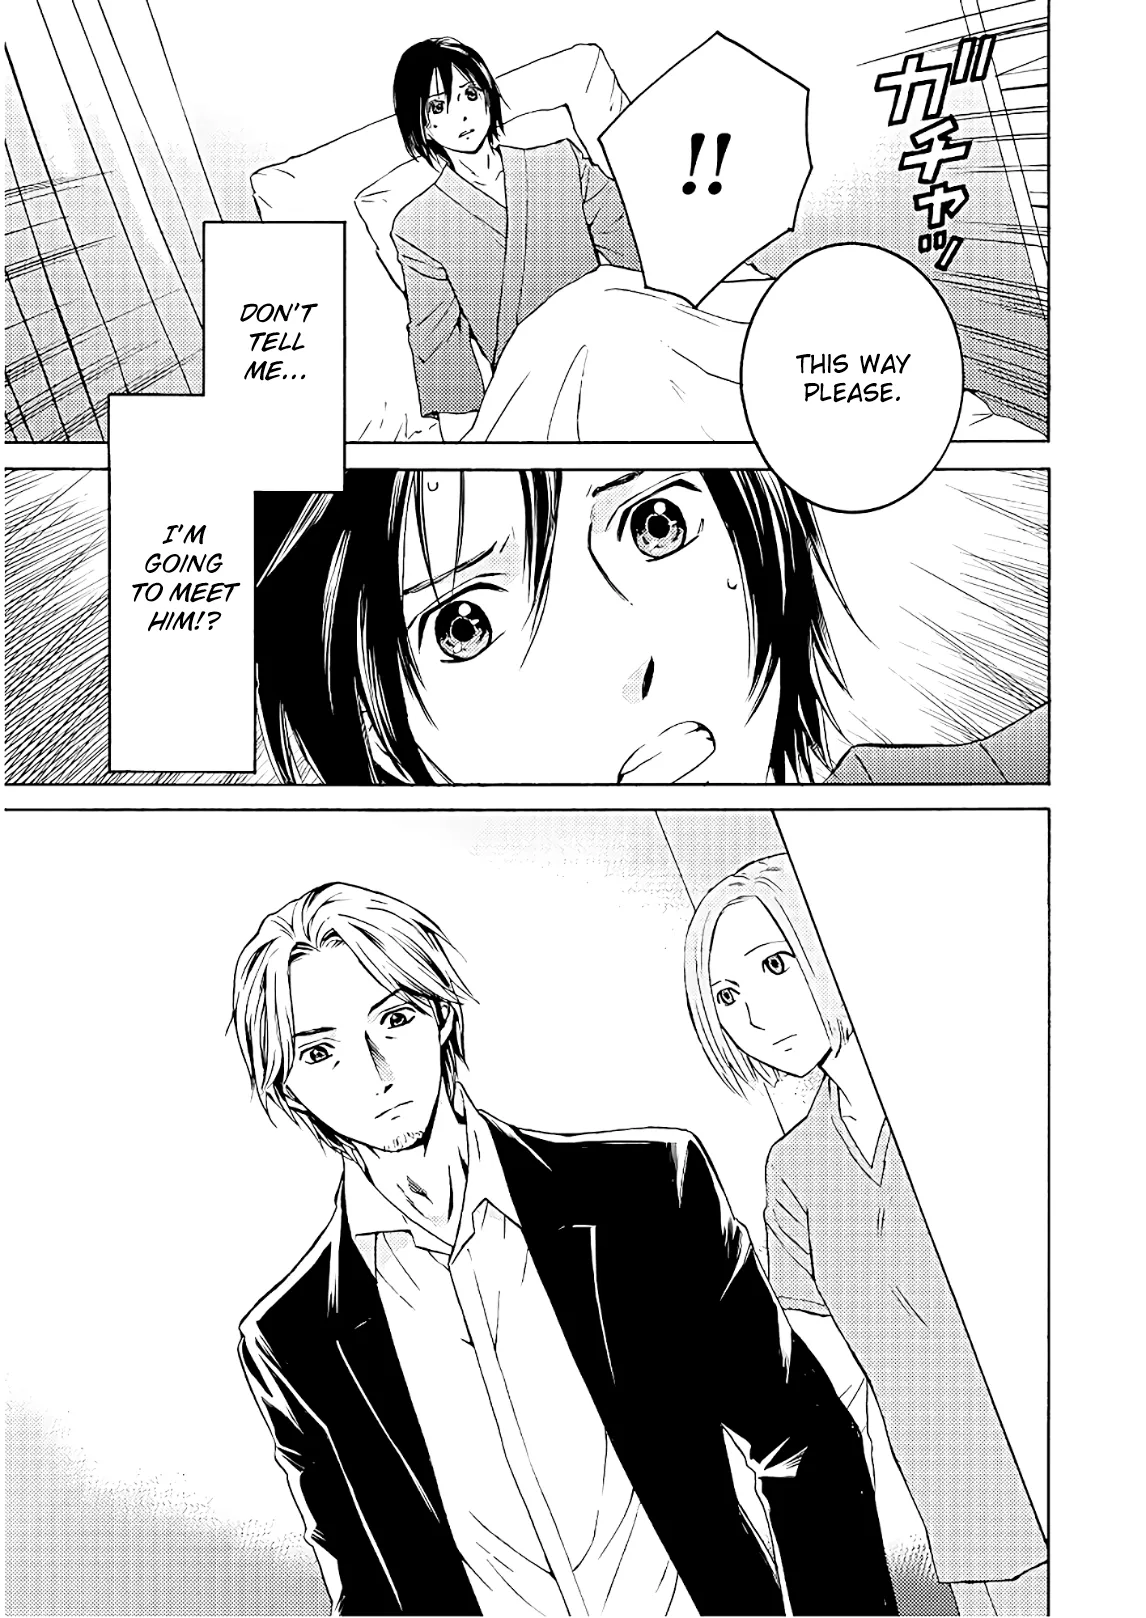 ガチャッ
!!
THIS WAY
PLEASE.
DON'T
TELL
ME...
I'M
GOING
TO MEET
HIM!?